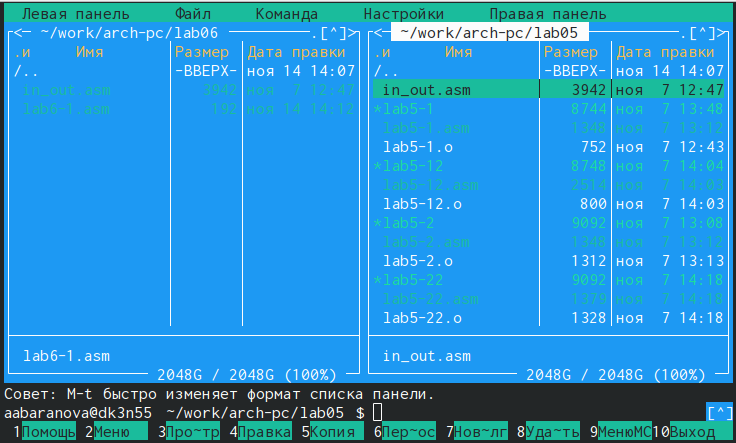 Левая панель Файл Команда Настройки Правая панель
<─ ~/work/arch-pc/lab06 .[^]> <─ ~/work/arch-pc/lab05 .[^]>
.и Имя Размер Дата правки .и Имя Размер Дата правки
/.. -ВВЕРХ- ноя 14 14:07 /.. -ВВЕРХ- ноя 14 14:07
in_out.asm 3942 ноя 7 12:47 in_out.asm 3942 ноя 7 12:47
lab6-1.asm 192 ноя 14 14:12 *lab5-1 8744 ноя 7 13:48
lab5-1.asm 1348 ноя 7 13:12
lab5-1.o 752 ноя 7 12:43
*lab5-12 8748 ноя 7 14:04
lab5-12.asm 2514 ноя 7 14:03
lab5-12.o 800 ноя 7 14:03
*lab5-2 9092 ноя 7 13:08
lab5-2.asm 1348 ноя 7 13:12
lab5-2.o 1312 ноя 7 13:13
*lab5-22 9092 ноя 7 14:18
lab5-22.asm 1379 ноя 7 14:18
lab5-22.o 1328 ноя 7 14:18
lab6-1.asm in_out.asm
2048G / 2048G (100%) 2048G / 2048G (100%)
Совет: M-t быстро изменяет формат списка панели.
aabaranova@dk3n55 ~/work/arch-pc/lab05 $ [^]
1Помощь 2Меню 3Про~тр 4Правка 5Копия 6Пер~ос 7Нов~лг 8Уда~ть 9МенюMC 10Выход